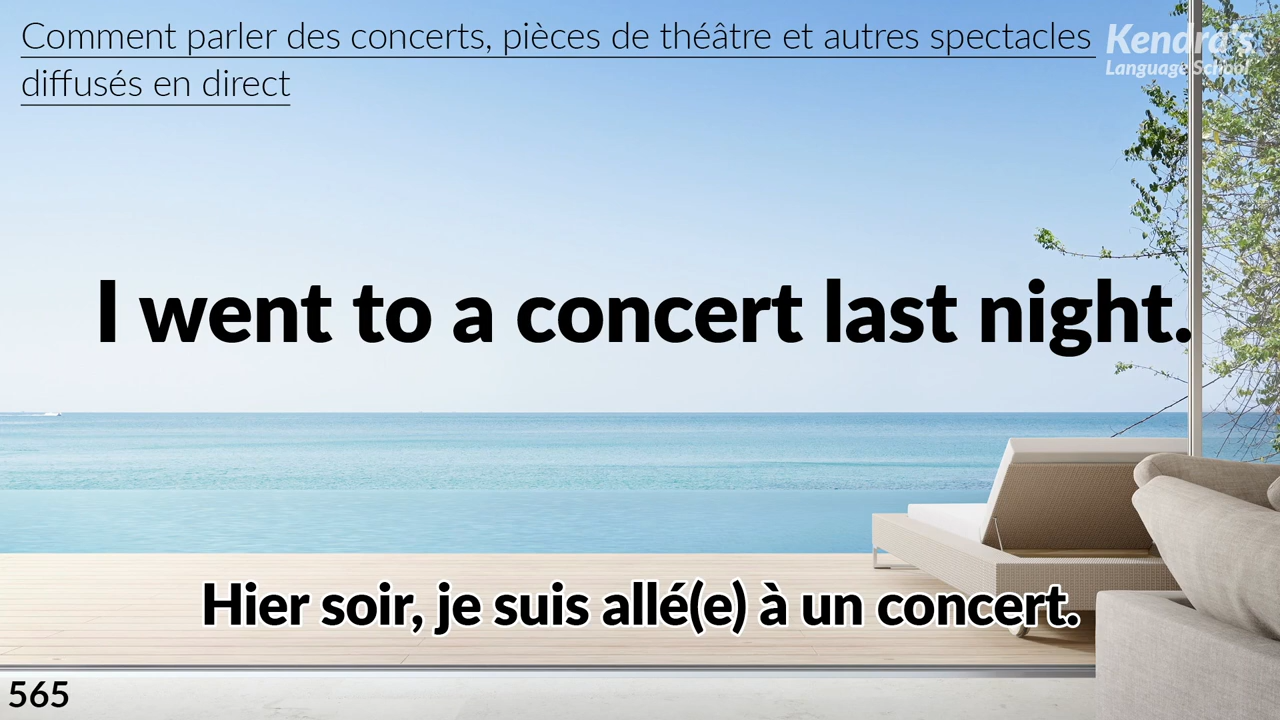 Comment parler des concerts, pièces de théâtre et autres spectacles
diffusés en direct
Kendra's
Language School
I went to a concert last night.
Hier soir, je suis allé(e) à un concert.
565